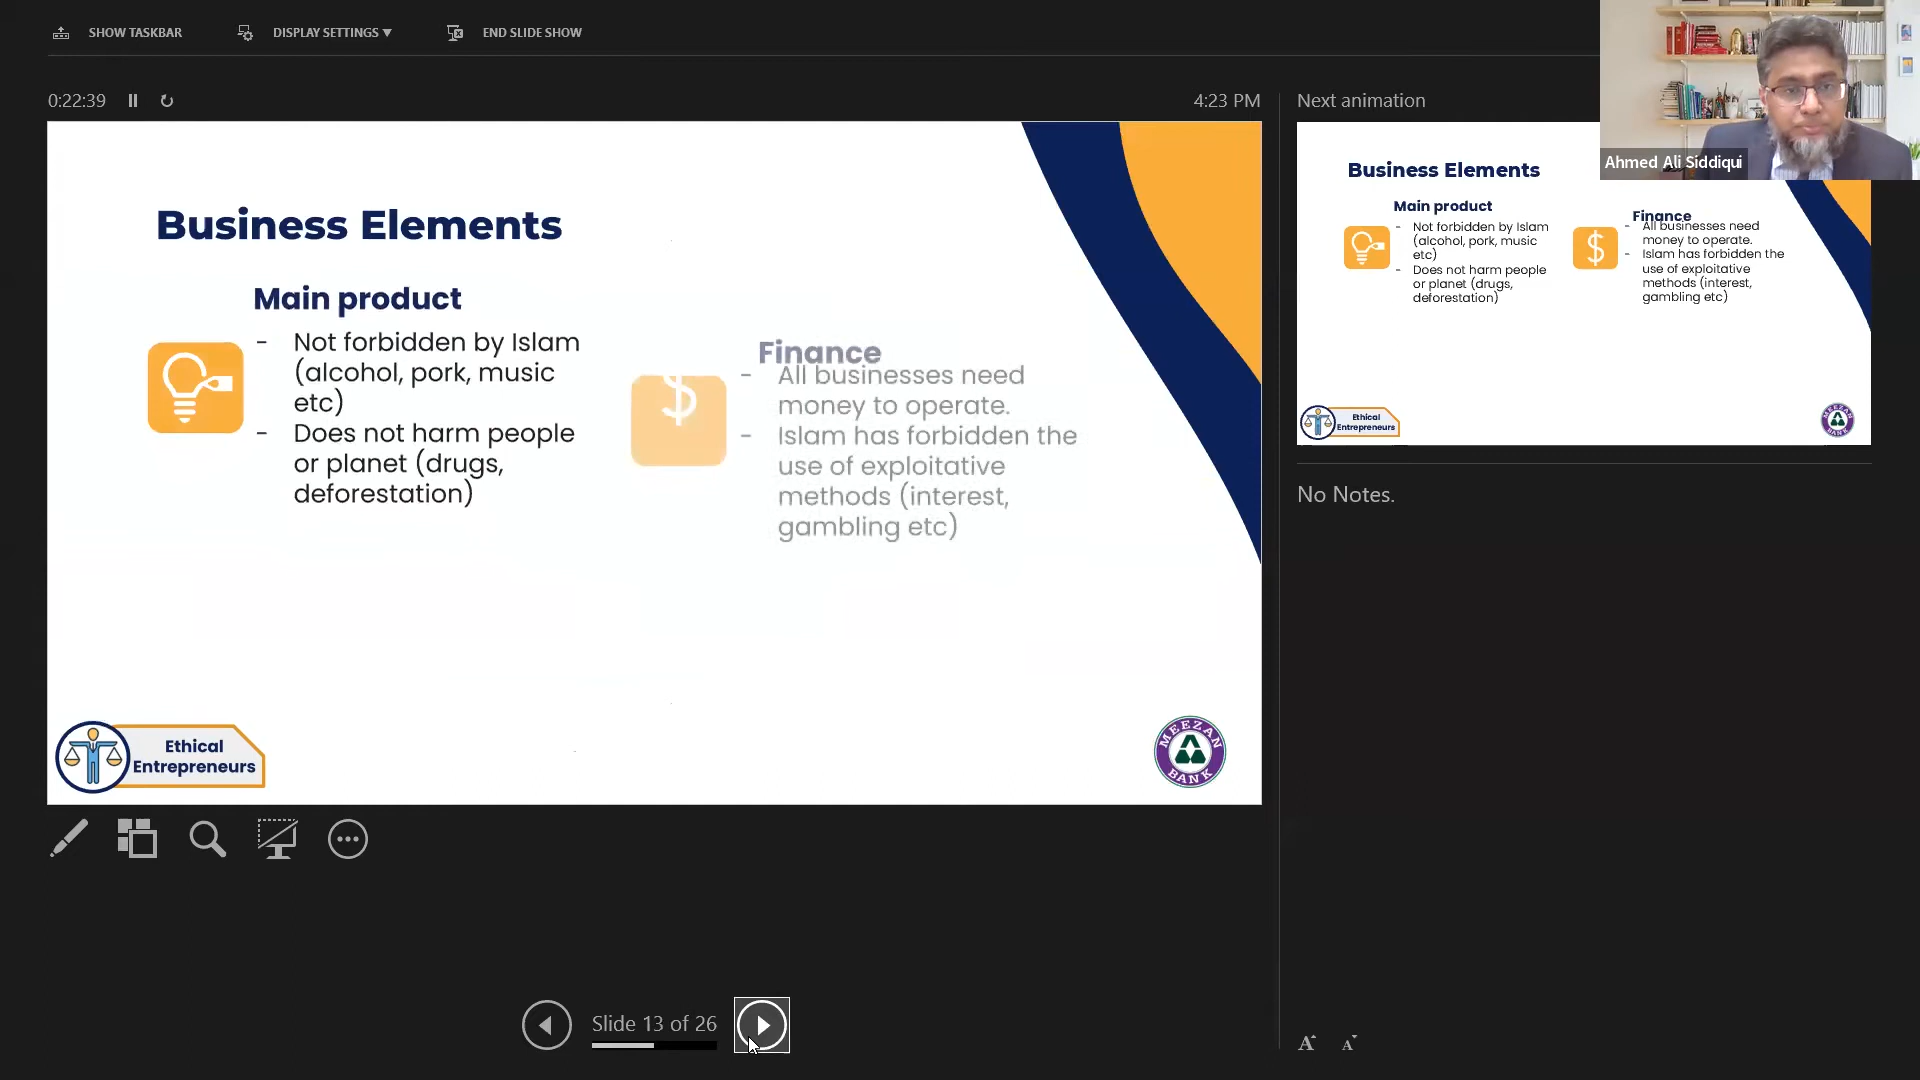 SHOW TASKBAR
DISPLAY SETTINGS ▼
END SLIDE SHOW
0:22:39
4:23 PM
Business Elements
Main product
- Not forbidden by Islam
(alcohol, pork, music
etc)
- Does not harm people
or planet (drugs,
deforestation)
$
Finance
- All businesses need
money to operate.
- Islam has forbidden the
use of exploitative
methods (interest,
gambling etc)
Ethical
Entrepreneurs
MEEZAN
BANK
Slide 13 of 26
Next animation
Ahmed Ali Siddiqui
Business Elements
Main product
- Not forbidden by Islam
(alcohol, pork, music
etc)
- Does not harm people
or planet (drugs,
deforestation)
$
Finance
- All businesses need
money to operate.
- Islam has forbidden the
use of exploitative
methods (interest,
gambling etc)
Ethical
Entrepreneurs
MEEZAN
BANK
No Notes.
A A